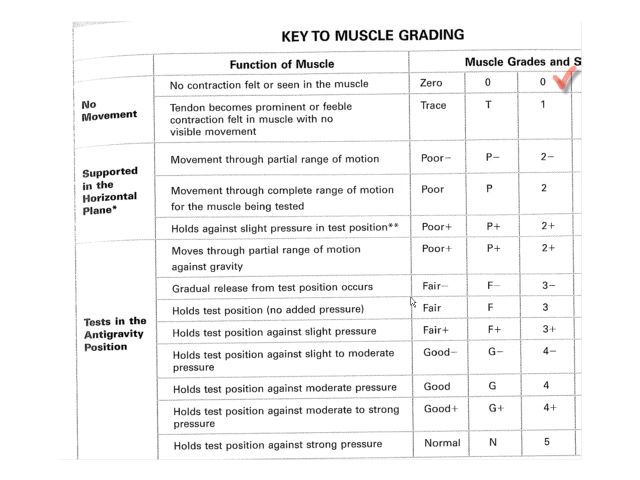 KEY TO MUSCLE GRADING
Function of Muscle Muscle Grades and S
No Movement
No contraction felt or seen in the muscle Zero 0 0
Tendon becomes prominent or feeble
contraction felt in muscle with no
visible movement Trace T 1
Supported
in the
Horizontal
Plane*
Movement through partial range of motion Poor– P– 2–
Movement through complete range of motion
for the muscle being tested Poor P 2
Holds against slight pressure in test position** Poor+ P+ 2+
Tests in the
Antigravity
Position
Moves through partial range of motion
against gravity Poor+ P+ 2+
Gradual release from test position occurs Fair– F– 3–
Holds test position (no added pressure) Fair F 3
Holds test position against slight pressure Fair+ F+ 3+
Holds test position against slight to moderate
pressure Good– G– 4–
Holds test position against moderate pressure Good G 4
Holds test position against moderate to strong
pressure Good+ G+ 4+
Holds test position against strong pressure Normal N 5